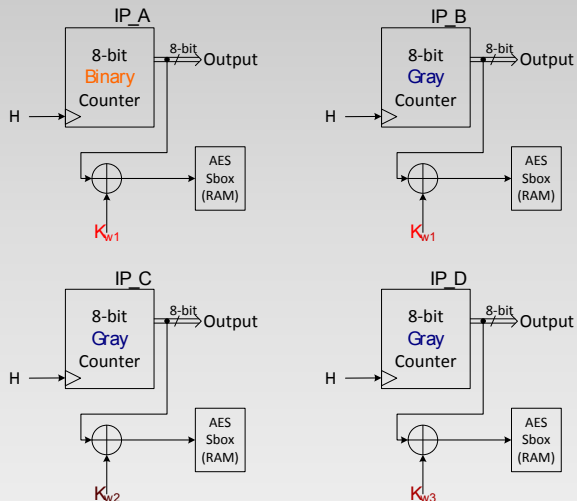 IP_A
8-bit
Binary
Counter
8-bit
Output
H
AES
Sbox
(RAM)
Kw1
IP_B
8-bit
Gray
Counter
8-bit
Output
H
AES
Sbox
(RAM)
Kw1
IP_C
8-bit
Gray
Counter
8-bit
Output
H
AES
Sbox
(RAM)
Kw2
IP_D
8-bit
Gray
Counter
8-bit
Output
H
AES
Sbox
(RAM)
Kw3